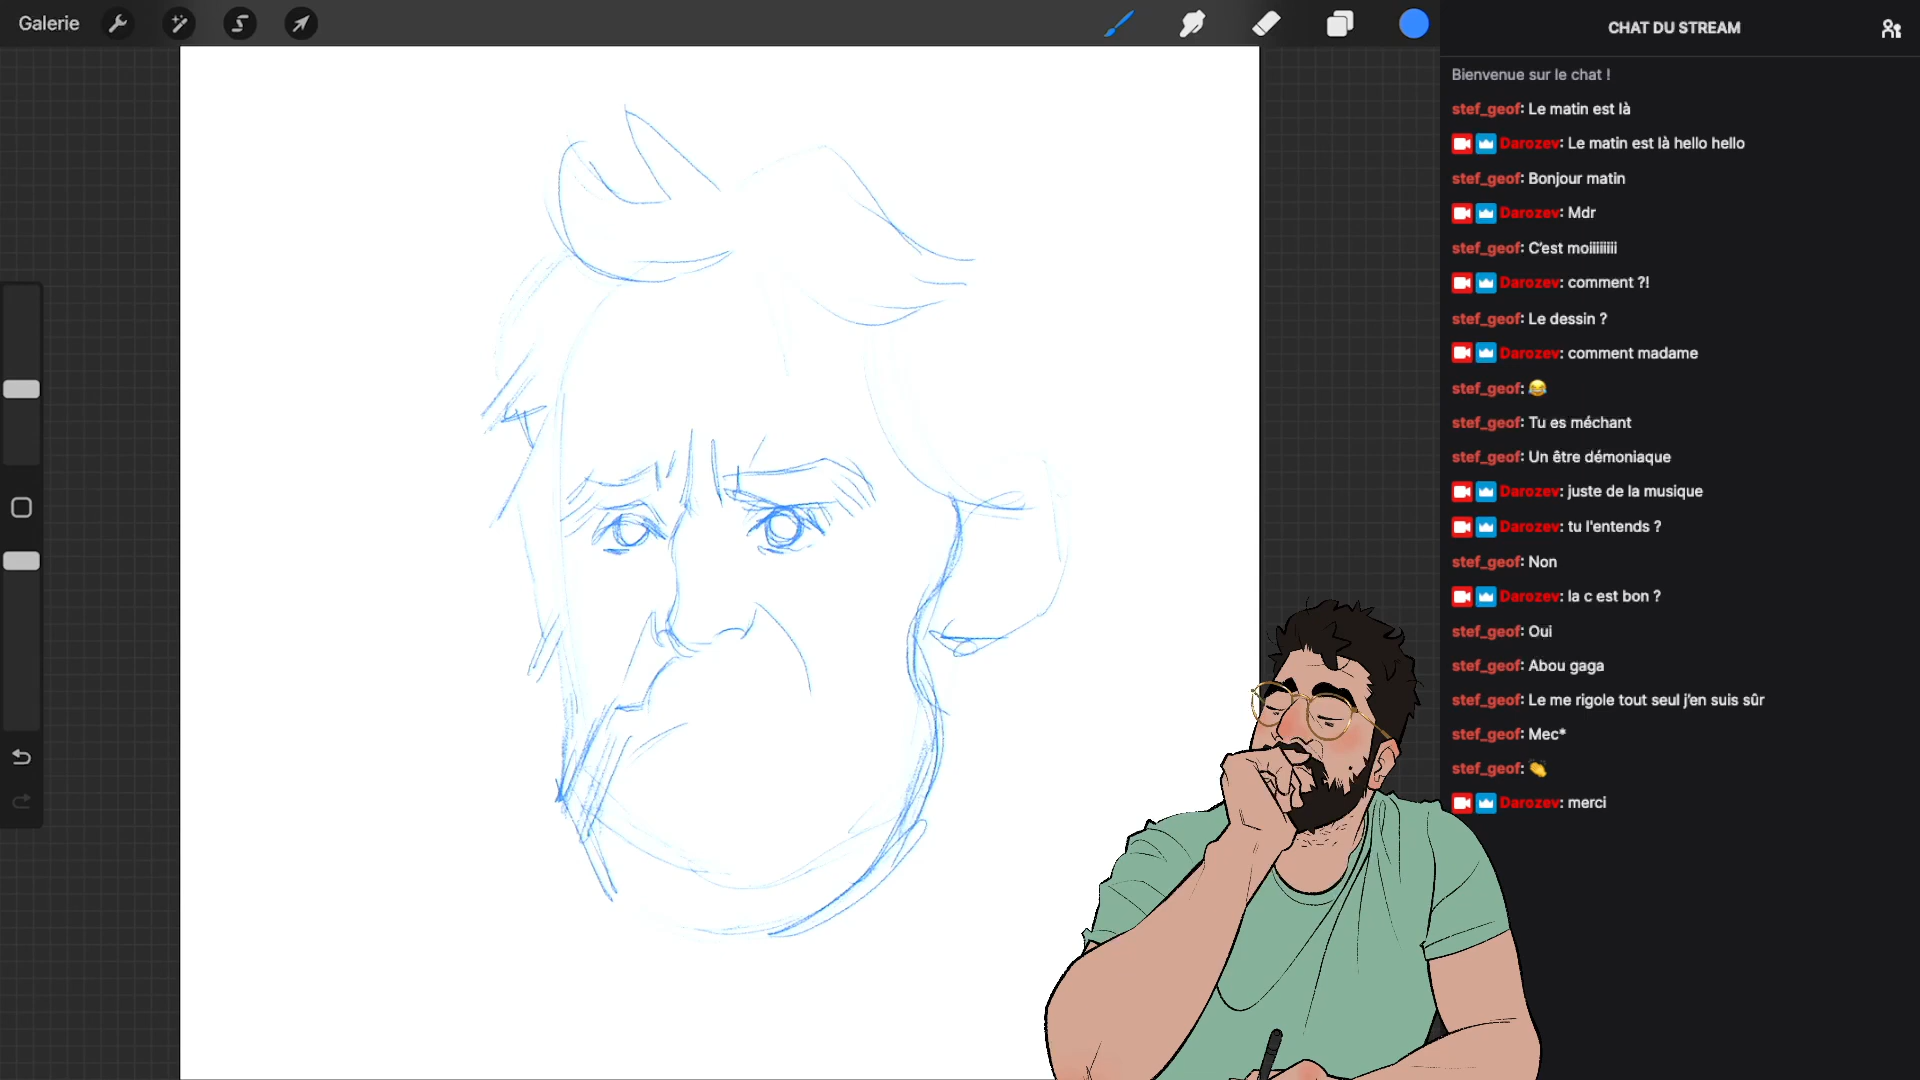 Galerie
CHAT DU STREAM
Bienvenue sur le chat !
stef_geof: Le matin est là
Darozev: Le matin est là hello hello
stef_geof: Bonjour matin
Darozev: Mdr
stef_geof: C'est moiiiiiiii
Darozev: comment ?!
stef_geof: Le dessin ?
Darozev: comment madame
stef_geof: 😂
stef_geof: Tu es méchant
stef_geof: Un être démoniaque
Darozev: juste de la musique
Darozev: tu l'entends ?
stef_geof: Non
Darozev: la c est bon ?
stef_geof: Oui
stef_geof: Abou gaga
stef_geof: Le me rigole tout seul j'en suis sûr
stef_geof: Mec*
stef_geof: 👏
Darozev: merci